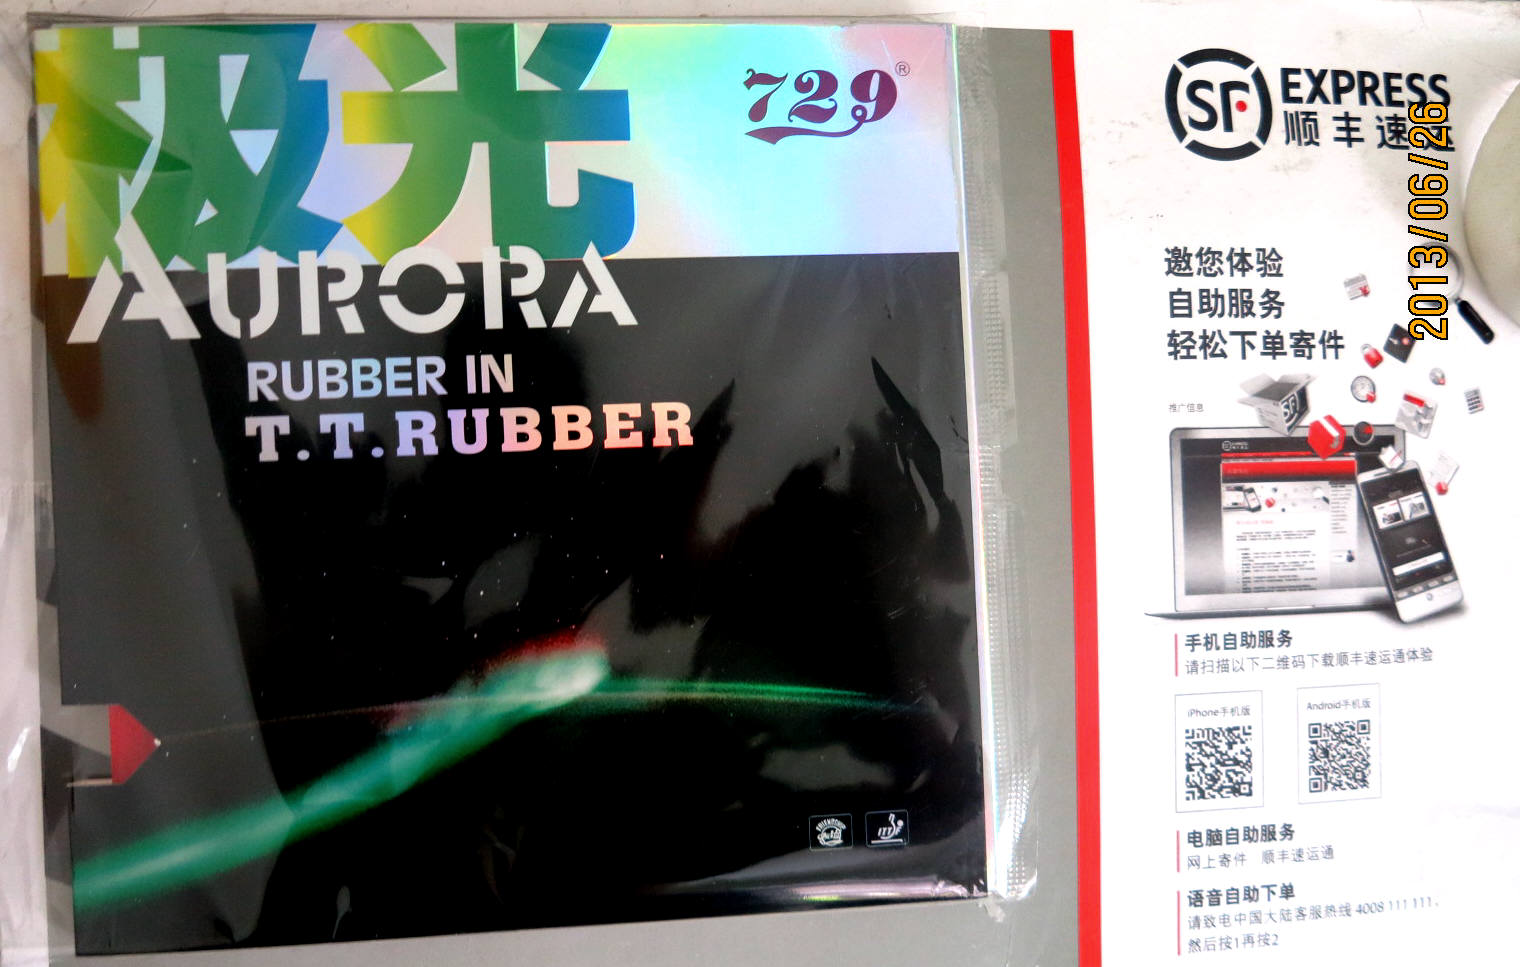 极光
729®
AURORA
RUBBER IN
T.T.RUBBER
FRIENDSHIP
ITTF
SF EXPRESS
顺丰速运
2013/06/26
邀您体验
自助服务
轻松下单寄件
推广信息
SF
手机自助服务
请扫描以下二维码下载顺丰速运通体验
iPhone手机版
Android手机版
电脑自助服务
网上寄件 顺丰速运通
语音自助下单
请致电中国大陆客服热线 4008 111 111，
然后按1再按2